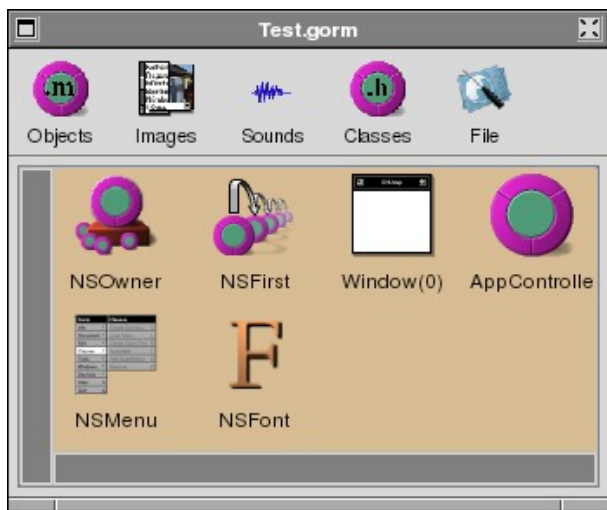 Test.gorm
.m
.h
Objects Images Sounds Classes File
NSOwner NSFirst Window(0) AppControlle
F
NSMenu NSFont